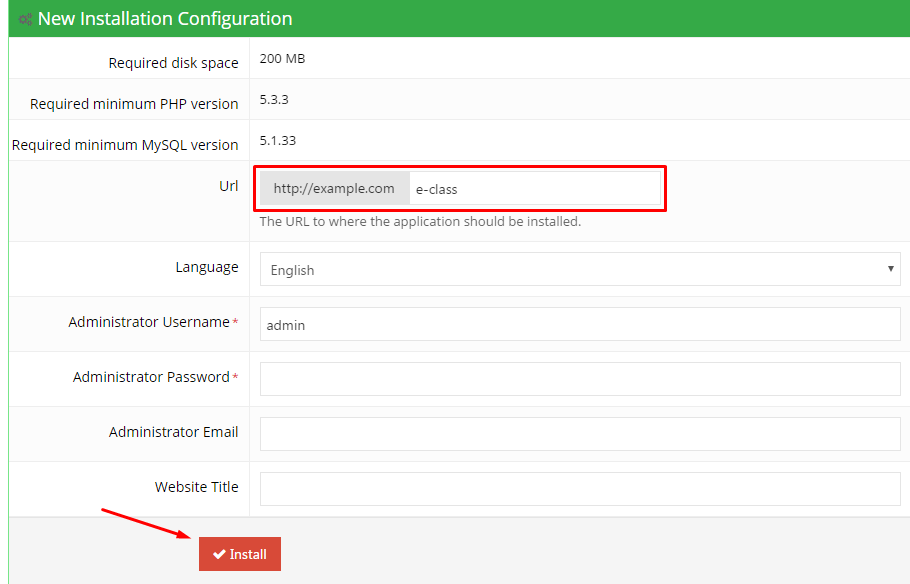 New Installation Configuration
Required disk space 200 MB
Required minimum PHP version 5.3.3
Required minimum MySQL version 5.1.33
Url http://example.com e-class
The URL to where the application should be installed.
Language English
Administrator Username* admin
Administrator Password*
Administrator Email
Website Title
Install